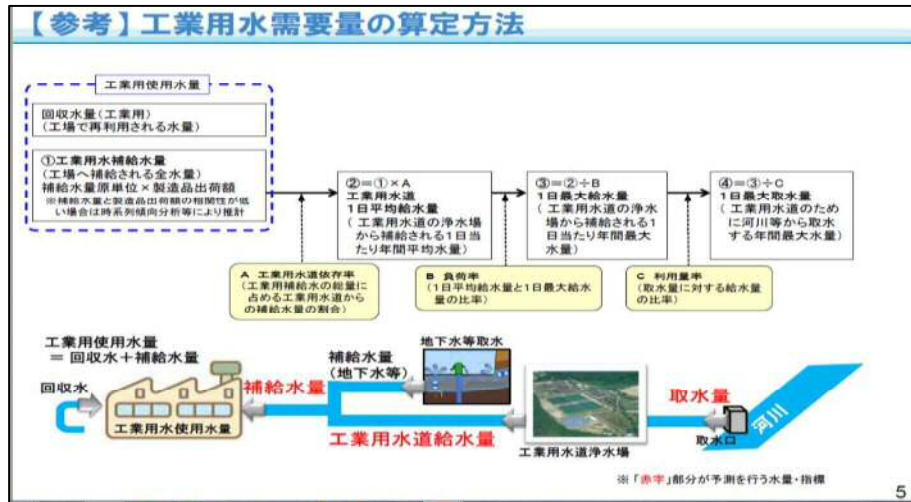 【参考】工業用水需要量の算定方法
工業用使用水量
回収水量(工業用)
(工場で再利用される水量)
①工業用水補給水量
(工場へ補給される全水量)
補給水量原単位×製造品出荷額
※補給水量と製造品出荷額の相関性が低
い場合は時系列傾向分析等により推計
②=①×A
工業用水道
1日平均給水量
(工業用水道の浄水場
から補給される1日
当たり年間平均水量)
③=②÷B
1日最大給水量
(工業用水道の浄水
場から補給される1
日当たり年間最大
水量)
④=③÷C
1日最大取水量
(工業用水道のため
に河川等から取水
する年間最大水量)
A 工業用水道依存率
(工業用補給水の総量に
占める工業用水道から
の補給水量の割合)
B 負荷率
(1日平均給水量と1日最大給水
量の比率)
C 利用量率
(取水量に対する給水量
の比率)
工業用使用水量
=回収水+補給水量
回収水
工業用水使用水量
補給水量
補給水量
(地下水等)
地下水等取水
工業用水道給水量
工業用水道浄水場
取水量
取水口
河川
※「赤字」部分が予測を行う水量・指標
5